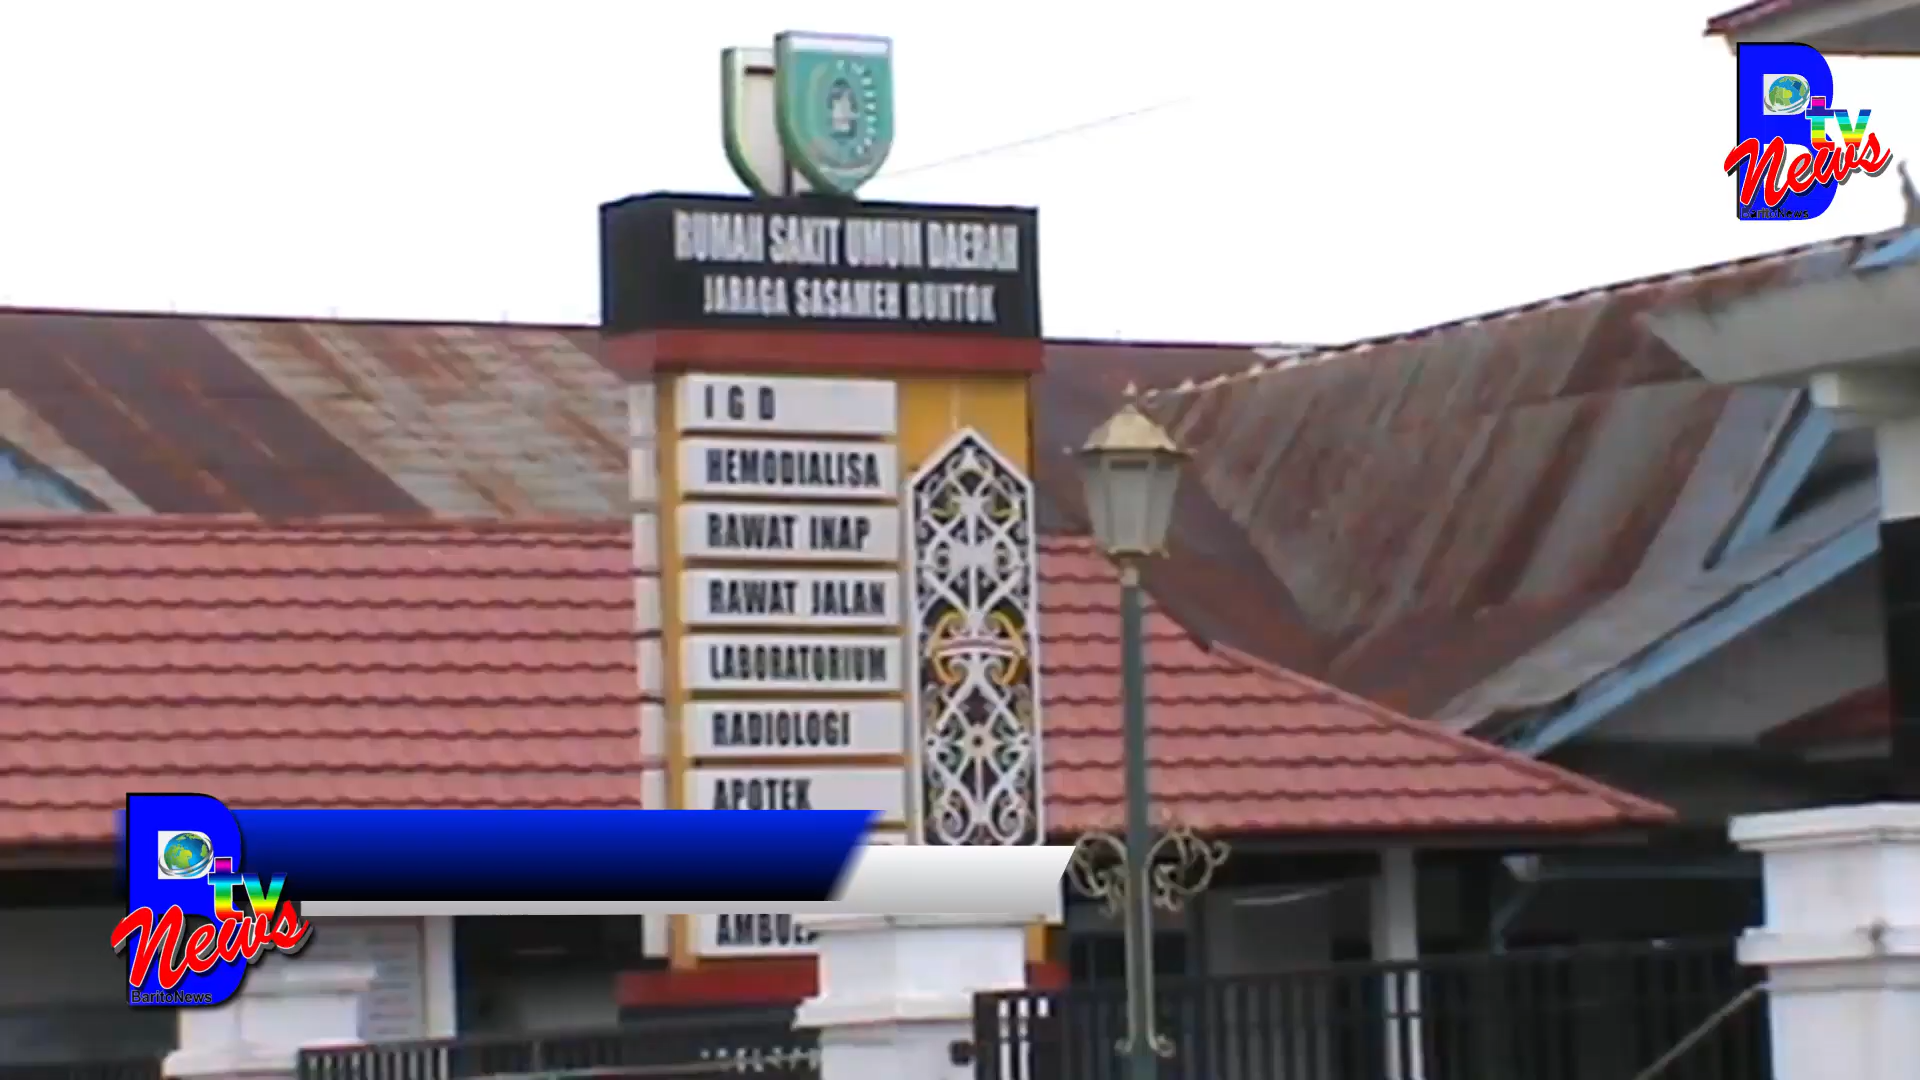 RUMAH SAKIT UMUM DAERAH
JARAGA SASAMEH BUNTOK
I G D
HEMODIALISA
RAWAT INAP
RAWAT JALAN
LABORATORIUM
RADIOLOGI
APOTEK
B tv
News
BaritoNews
B tv
News
BaritoNews